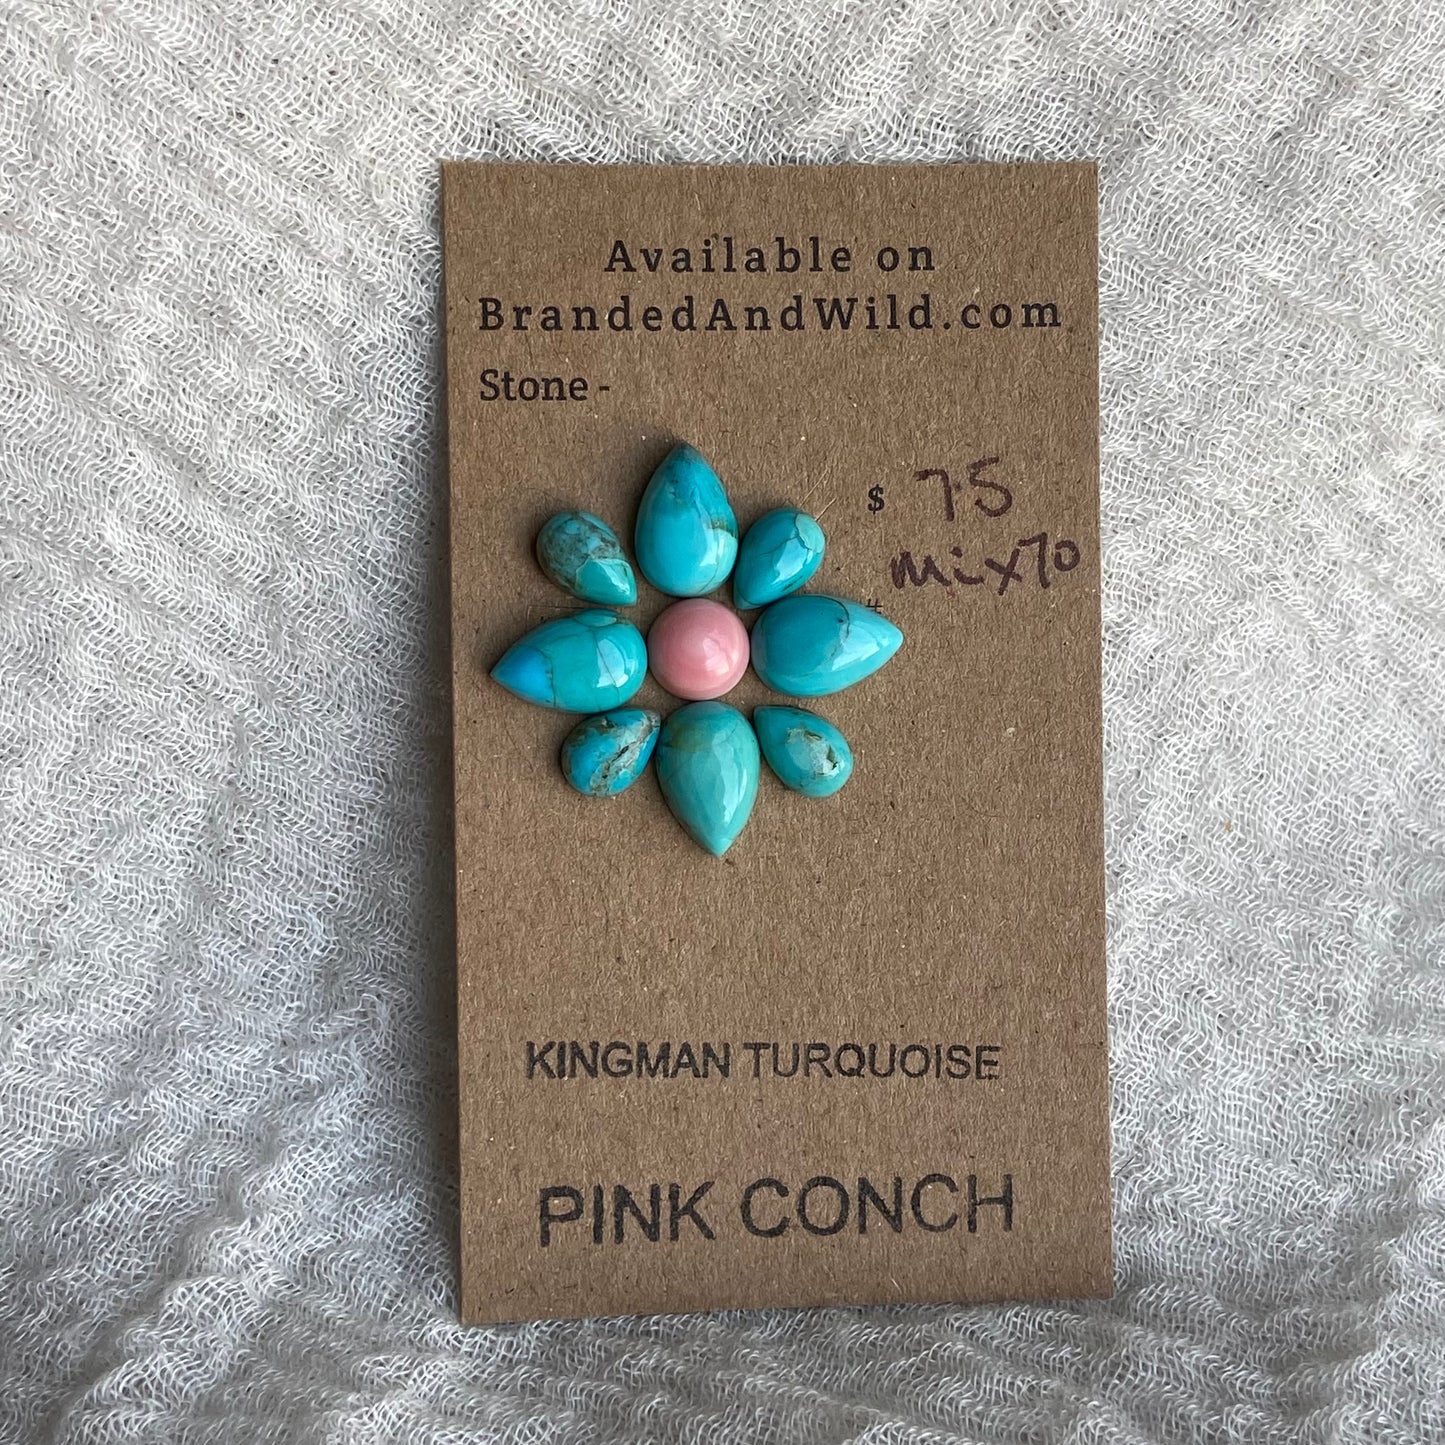 Available on
BrandedAndWild.com
Stone -
$ 75
mix70
#
KINGMAN TURQUOISE
PINK CONCH